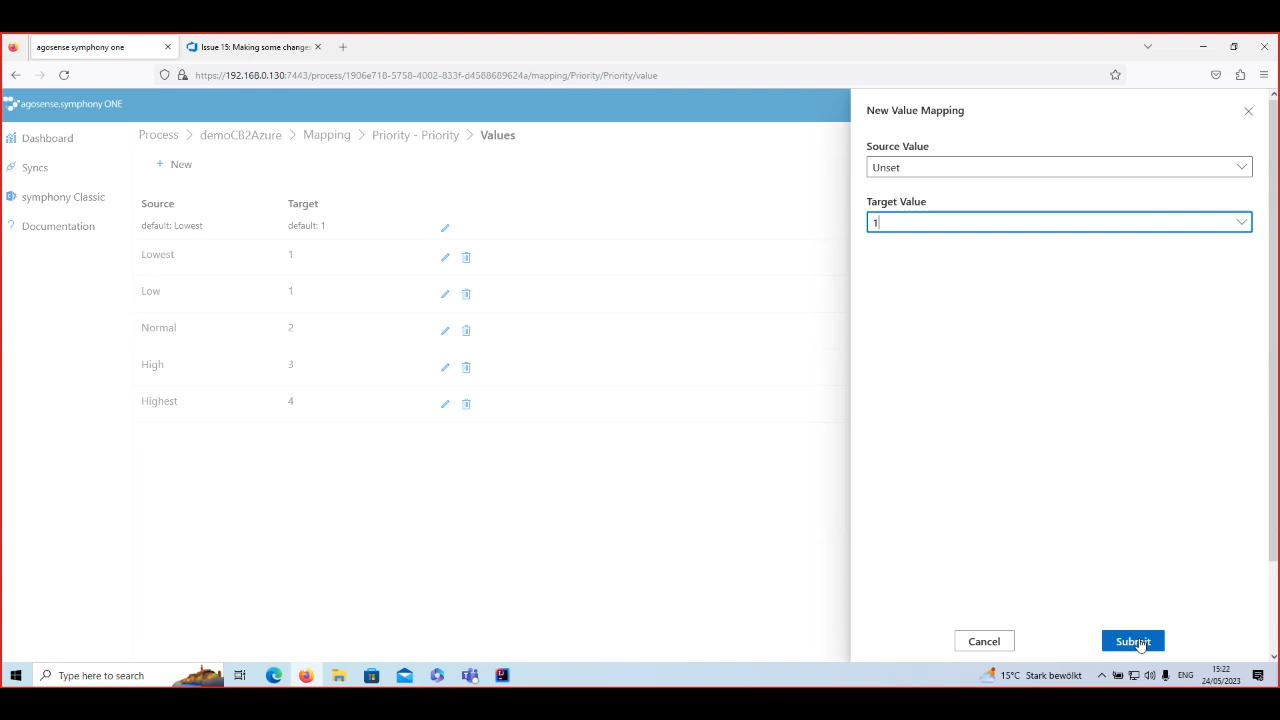 agosense symphony one
Issue 15: Making some change
https://192.168.0.130:7443/process/1906e718-5758-4002-833f-d4588689624a/mapping/Priority/Priority/value
agosense.symphony ONE
Dashboard
Syncs
symphony Classic
Documentation
Process > demoCB2Azure > Mapping > Priority - Priority > Values
+ New
Source Target
default: Lowest default: 1
Lowest 1
Low 1
Normal 2
High 3
Highest 4
New Value Mapping
Source Value
Unset
Target Value
1
Cancel Submit
Type here to search
15°C Stark bewölkt
ENG
15:22
24/05/2023